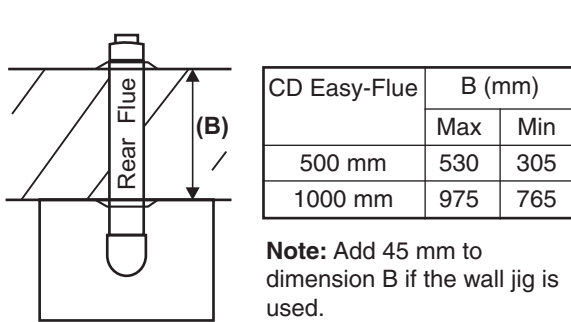 Rear Flue
(B)
CD Easy-Flue B (mm)
Max Min
500 mm 530 305
1000 mm 975 765
Note: Add 45 mm to
dimension B if the wall jig is
used.